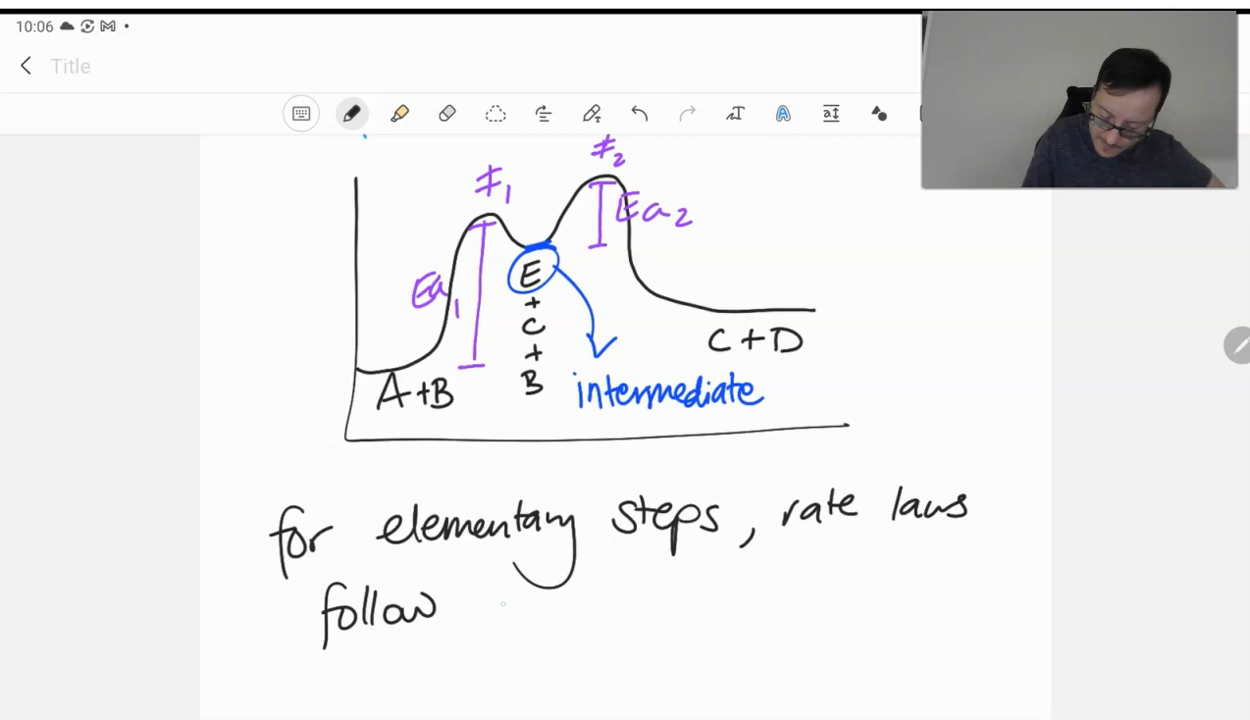 10:06
Title
‡1
‡2
Ea1
Ea2
E
+
C
+
B
A+B
C+D
intermediate
for elementary steps, rate laws
follow